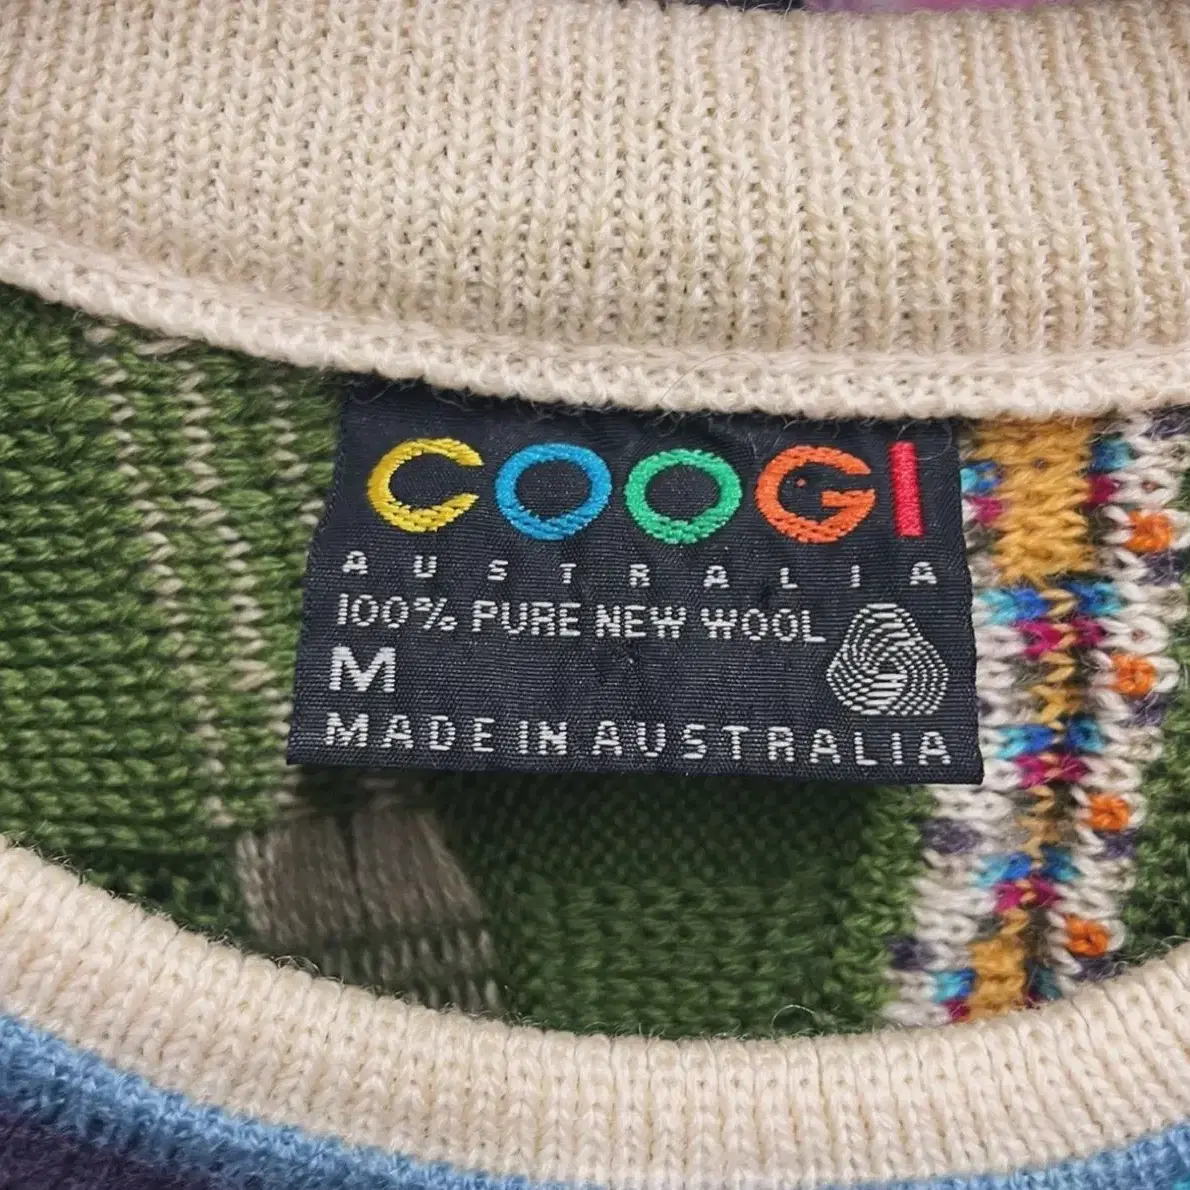 COOGI
AUSTRALIA
100% PURE NEW WOOL
M
MADE IN AUSTRALIA